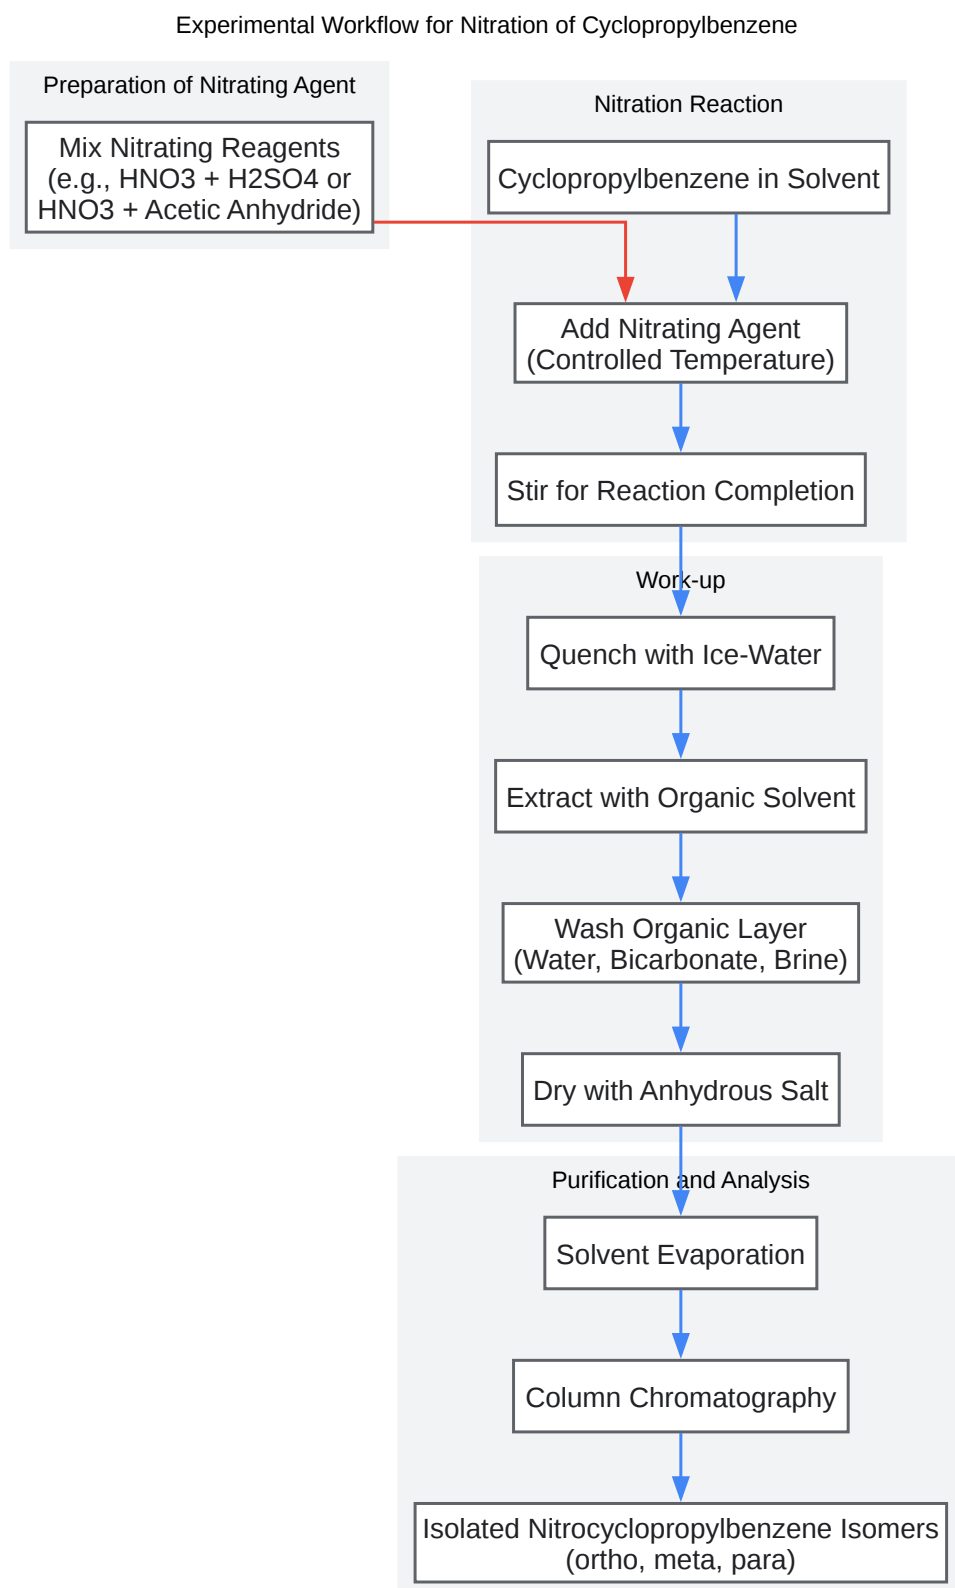 Experimental Workflow for Nitration of Cyclopropylbenzene
Preparation of Nitrating Agent
Mix Nitrating Reagents
(e.g., HNO3 + H2SO4 or
HNO3 + Acetic Anhydride)
Nitration Reaction
Cyclopropylbenzene in Solvent
Add Nitrating Agent
(Controlled Temperature)
Stir for Reaction Completion
Work-up
Quench with Ice-Water
Extract with Organic Solvent
Wash Organic Layer
(Water, Bicarbonate, Brine)
Dry with Anhydrous Salt
Purification and Analysis
Solvent Evaporation
Column Chromatography
Isolated Nitrocyclopropylbenzene Isomers
(ortho, meta, para)